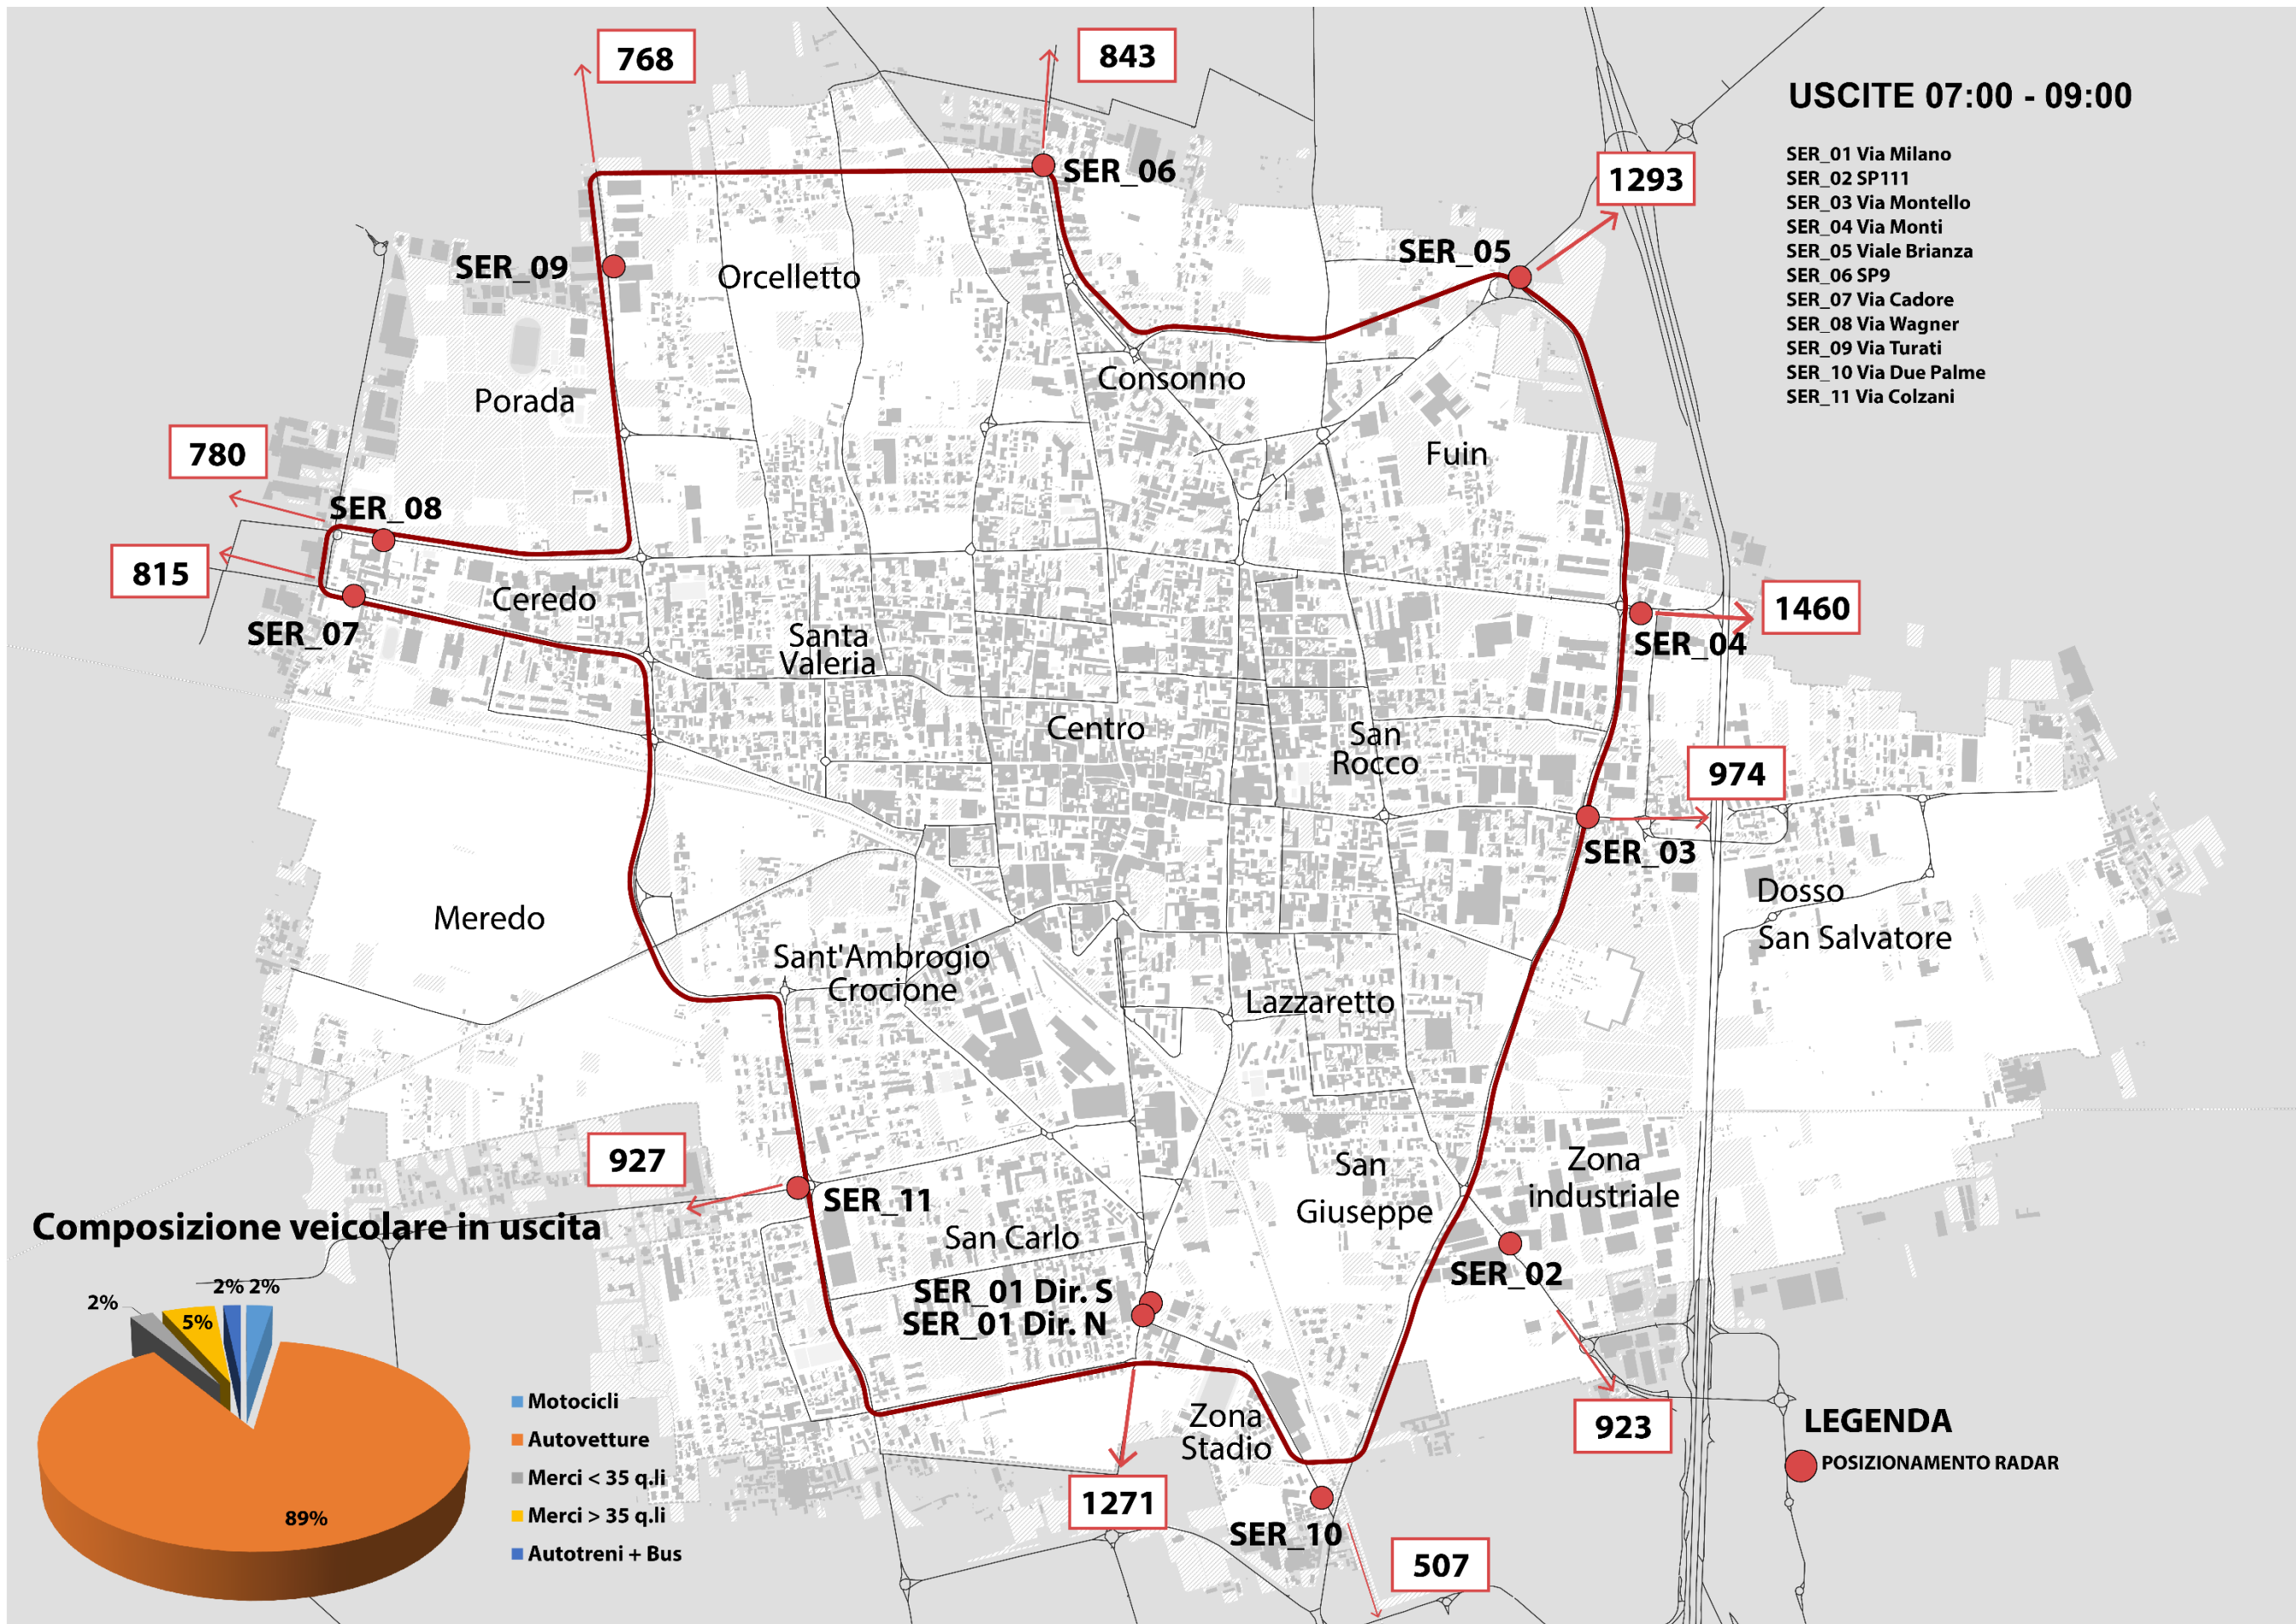 768
843
USCITE 07:00 - 09:00
SER_01 Via Milano
SER_02 SP111
SER_03 Via Montello
SER_04 Via Monti
SER_05 Viale Brianza
SER_06 SP9
SER_07 Via Cadore
SER_08 Via Wagner
SER_09 Via Turati
SER_10 Via Due Palme
SER_11 Via Colzani
SER_06
1293
SER_05
SER_09
Orcelletto
Consonno
Porada
780
Fuin
SER_08
815
Ceredo
1460
SER_07
Santa
Valeria
SER_04
Centro
San
Rocco
974
SER_03
Dosso
San Salvatore
Meredo
Sant'Ambrogio
Crocione
Lazzaretto
927
San
Giuseppe
Zona
industriale
SER_11
San Carlo
Composizione veicolare in uscita
SER_02
SER_01 Dir. S
SER_01 Dir. N
2%
5%
2%
2%
89%
Motocicli
Autovetture
Merci < 35 q.li
Merci > 35 q.li
Autotreni + Bus
Zona
Stadio
923
LEGENDA
POSIZIONAMENTO RADAR
1271
SER_10
507